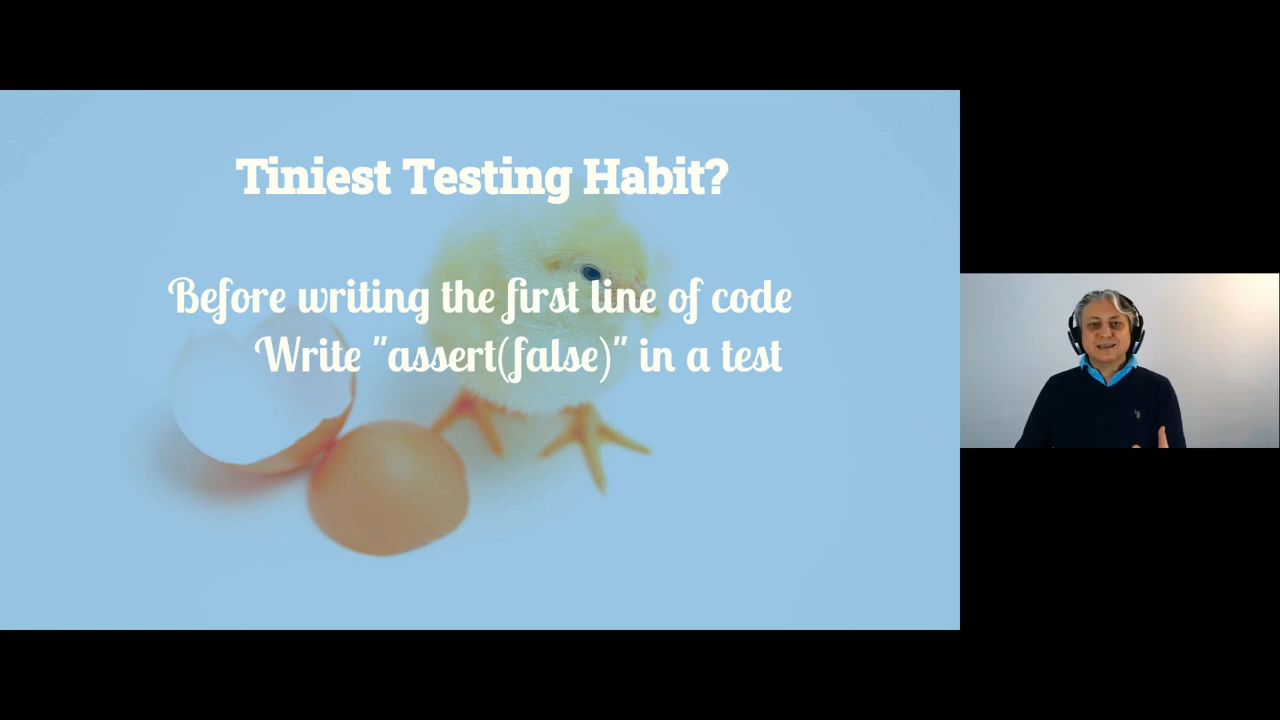 Tiniest Testing Habit?
Before writing the first line of code
Write "assert(false)" in a test